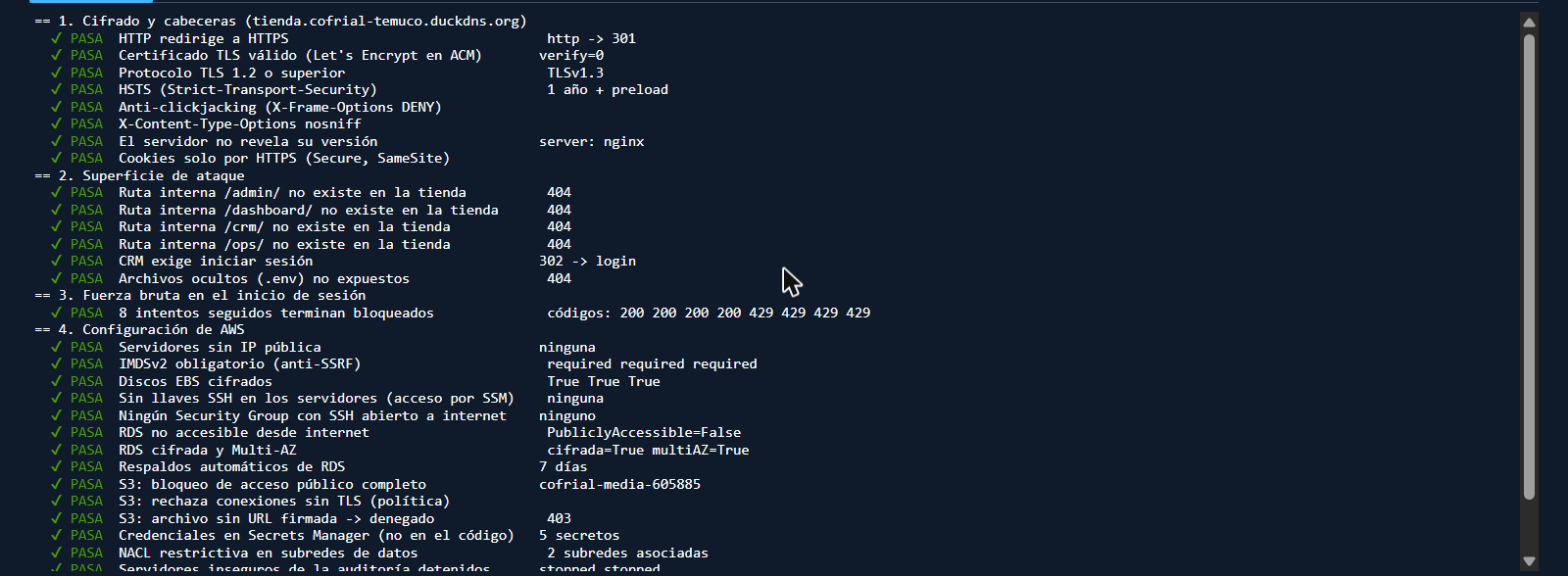 == 1. Cifrado y cabeceras (tienda.cofrial-temuco.duckdns.org)
✓ PASA HTTP redirige a HTTPS http -> 301
✓ PASA Certificado TLS válido (Let's Encrypt en ACM) verify=0
✓ PASA Protocolo TLS 1.2 o superior TLSv1.3
✓ PASA HSTS (Strict-Transport-Security) 1 año + preload
✓ PASA Anti-clickjacking (X-Frame-Options DENY)
✓ PASA X-Content-Type-Options nosniff
✓ PASA El servidor no revela su versión server: nginx
✓ PASA Cookies solo por HTTPS (Secure, SameSite)
== 2. Superficie de ataque
✓ PASA Ruta interna /admin/ no existe en la tienda 404
✓ PASA Ruta interna /dashboard/ no existe en la tienda 404
✓ PASA Ruta interna /crm/ no existe en la tienda 404
✓ PASA Ruta interna /ops/ no existe en la tienda 404
✓ PASA CRM exige iniciar sesión 302 -> login
✓ PASA Archivos ocultos (.env) no expuestos 404
== 3. Fuerza bruta en el inicio de sesión
✓ PASA 8 intentos seguidos terminan bloqueados códigos: 200 200 200 200 429 429 429 429
== 4. Configuración de AWS
✓ PASA Servidores sin IP pública ninguna
✓ PASA IMDSv2 obligatorio (anti-SSRF) required required required
✓ PASA Discos EBS cifrados True True True
✓ PASA Sin llaves SSH en los servidores (acceso por SSM) ninguna
✓ PASA Ningún Security Group con SSH abierto a internet ninguno
✓ PASA RDS no accesible desde internet PubliclyAccessible=False
✓ PASA RDS cifrada y Multi-AZ cifrada=True multiAZ=True
✓ PASA Respaldos automáticos de RDS 7 días
✓ PASA S3: bloqueo de acceso público completo cofrial-media-605885
✓ PASA S3: rechaza conexiones sin TLS (política)
✓ PASA S3: archivo sin URL firmada -> denegado 403
✓ PASA Credenciales en Secrets Manager (no en el código) 5 secretos
✓ PASA NACL restrictiva en subredes de datos 2 subredes asociadas
✓ PASA Servidores inseguros de la auditoría detenidos stopped stopped